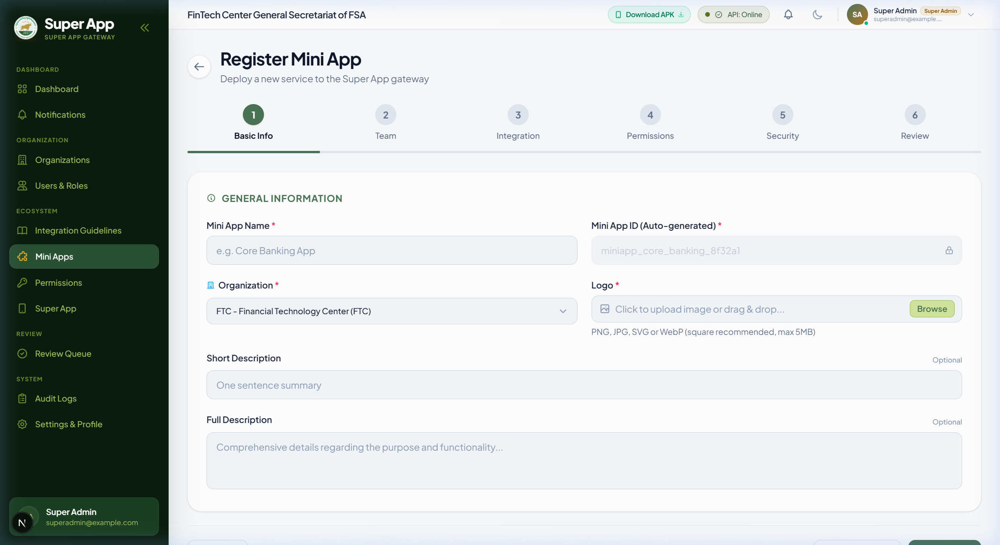 Super App
SUPER APP GATEWAY
DASHBOARD
Dashboard
Notifications
ORGANIZATION
Organizations
Users & Roles
ECOSYSTEM
Integration Guidelines
Mini Apps
Permissions
Super App
REVIEW
Review Queue
SYSTEM
Audit Logs
Settings & Profile
N
Super Admin
superadmin@example.com
FinTech Center General Secretariat of FSA
Download APK
API: Online
SA
Super Admin
Super Admin
superadmin@example....
Register Mini App
Deploy a new service to the Super App gateway
1
2
3
4
5
6
Basic Info
Team
Integration
Permissions
Security
Review
GENERAL INFORMATION
Mini App Name *
e.g. Core Banking App
Mini App ID (Auto-generated) *
miniapp_core_banking_8f32a1
Organization *
FTC - Financial Technology Center (FTC)
Logo *
Click to upload image or drag & drop...
Browse
PNG, JPG, SVG or WebP (square recommended, max 5MB)
Short Description
Optional
One sentence summary
Full Description
Optional
Comprehensive details regarding the purpose and functionality...